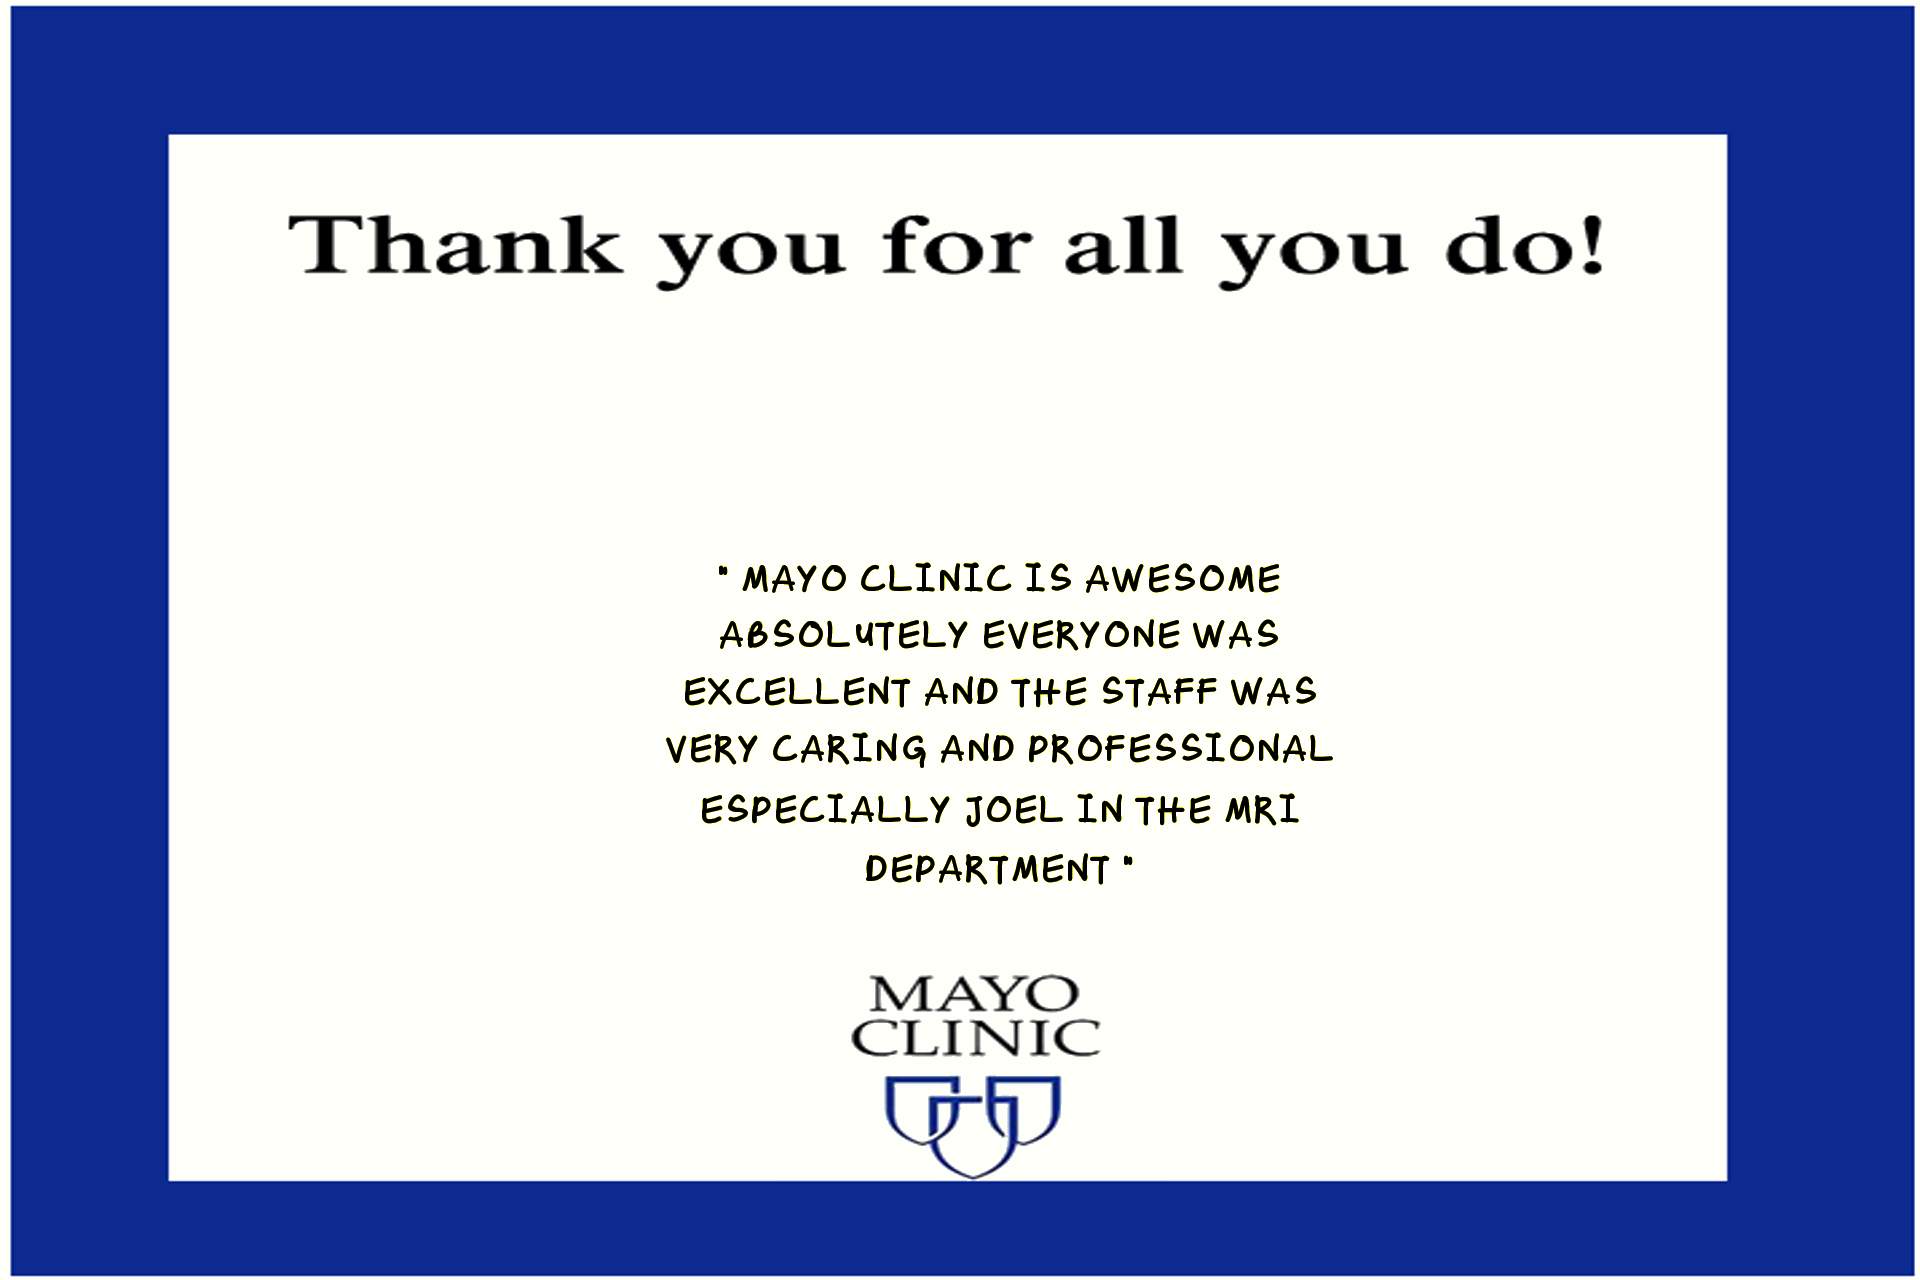 Thank you for all you do!
" MAYO CLINIC IS AWESOME
ABSOLUTELY EVERYONE WAS
EXCELLENT AND THE STAFF WAS
VERY CARING AND PROFESSIONAL
ESPECIALLY JOEL IN THE MRI
DEPARTMENT "
MAYO
CLINIC